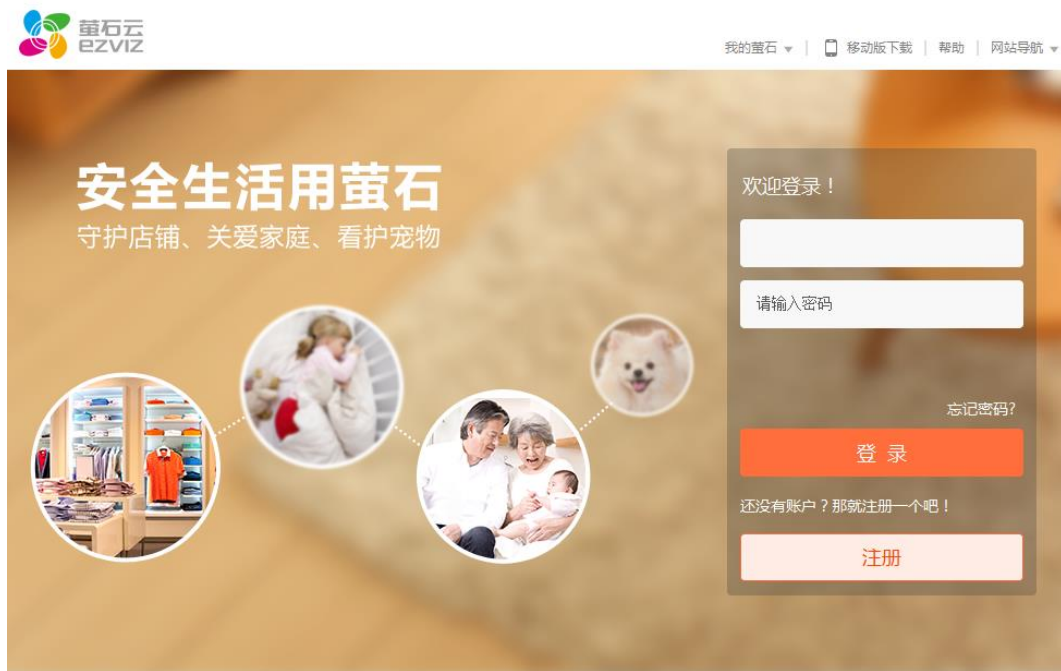 萤石云
ezviz
我的萤石 移动版下载 帮助 网站导航
安全生活用萤石
守护店铺、关爱家庭、看护宠物
欢迎登录！
请输入密码
忘记密码?
登 录
还没有账户？那就注册一个吧！
注册